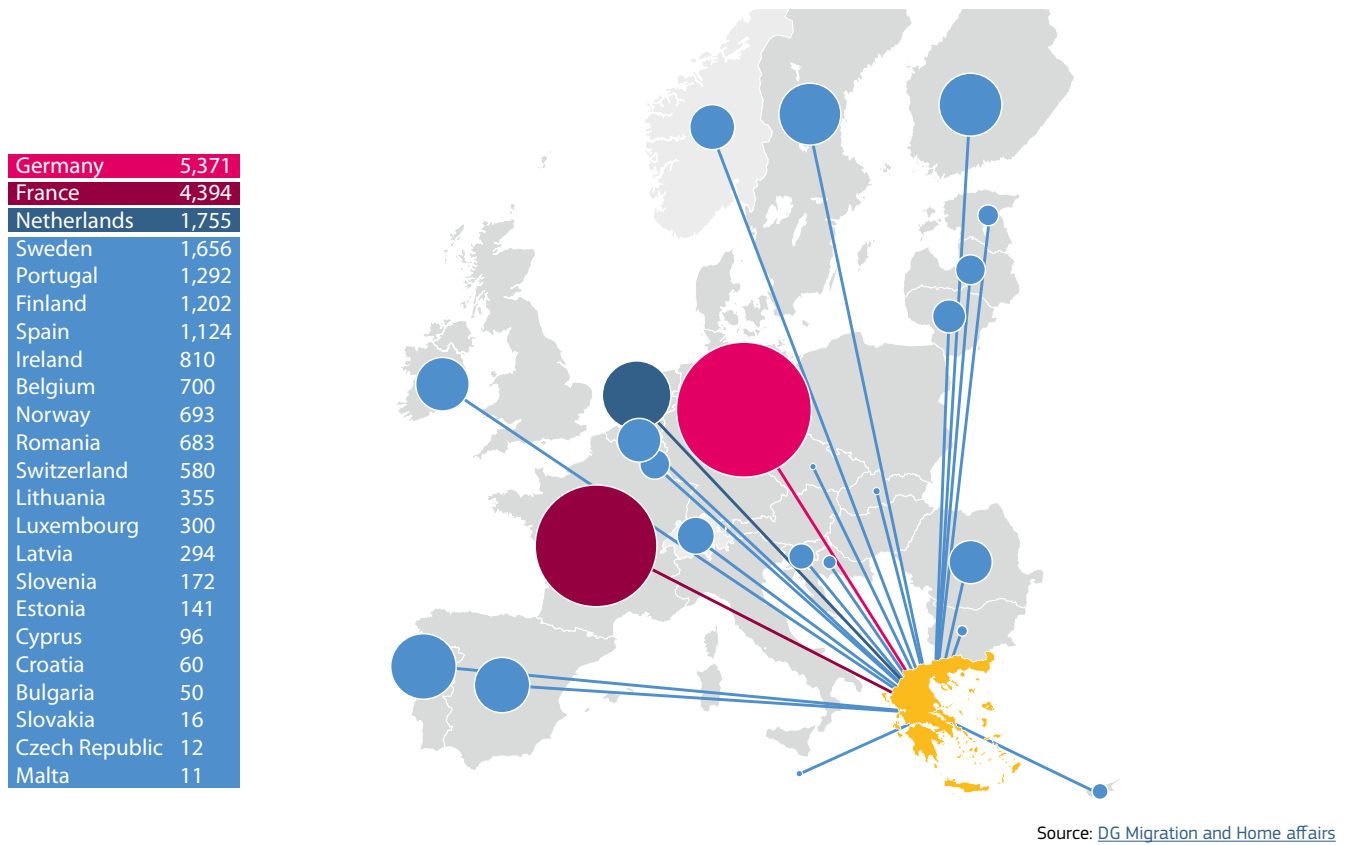 Germany 5,371
France 4,394
Netherlands 1,755
Sweden 1,656
Portugal 1,292
Finland 1,202
Spain 1,124
Ireland 810
Belgium 700
Norway 693
Romania 683
Switzerland 580
Lithuania 355
Luxembourg 300
Latvia 294
Slovenia 172
Estonia 141
Cyprus 96
Croatia 60
Bulgaria 50
Slovakia 16
Czech Republic 12
Malta 11
Source: DG Migration and Home affairs